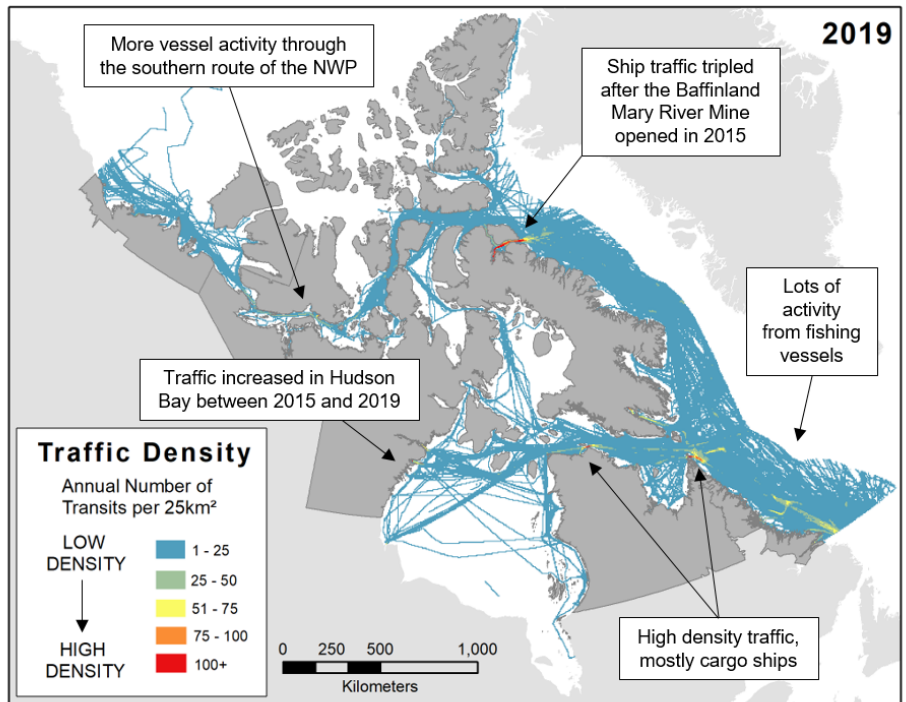 2019
More vessel activity through
the southern route of the NWP
Ship traffic tripled
after the Baffinland
Mary River Mine
opened in 2015
Lots of
activity
from fishing
vessels
Traffic increased in Hudson
Bay between 2015 and 2019
High density traffic,
mostly cargo ships
Traffic Density
Annual Number of
Transits per 25km²
LOW
DENSITY
HIGH
DENSITY
1 - 25
25 - 50
51 - 75
75 - 100
100+
0 250 500 1,000
Kilometers